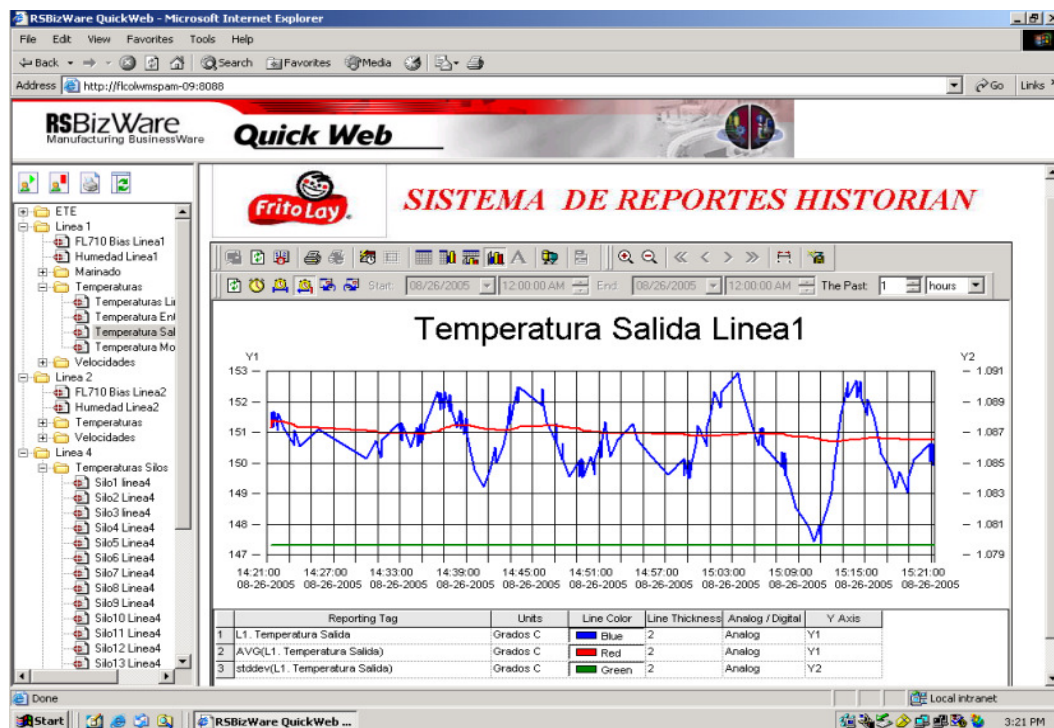 RSBizWare QuickWeb - Microsoft Internet Explorer
File Edit View Favorites Tools Help
Back Search Favorites Media
Address http://flcolwmspam-09:8088 Go Links
RSBizWare
Manufacturing BusinessWare
Quick Web
Frito Lay
SISTEMA DE REPORTES HISTORIAN
ETE
Linea 1
FL710 Bias Linea1
Humedad Linea1
Marinado
Temperaturas
Temperaturas Li
Temperatura En
Temperatura Sal
Temperatura Mo
Velocidades
Linea 2
FL710 Bias Linea2
Humedad Linea2
Temperaturas
Velocidades
Linea 4
Temperaturas Silos
Silo1 linea4
Silo2 Linea4
Silo3 linea4
Silo4 Linea4
Silo5 Linea4
Silo6 Linea4
Silo7 Linea4
Silo8 Linea4
Silo9 Linea4
Silo10 Linea4
Silo11 Linea4
Silo12 Linea4
Silo13 Linea4
Start: 08/26/2005 12:00:00 AM End: 08/26/2005 12:00:00 AM The Past: 1 hours
Temperatura Salida Linea1
Y1 Y2
153 1.091
152 1.089
151 1.087
150 1.085
149 1.083
148 1.081
147 1.079
14:21:00 14:27:00 14:33:00 14:39:00 14:45:00 14:51:00 14:57:00 15:03:00 15:09:00 15:15:00 15:21:00
08-26-2005 08-26-2005 08-26-2005 08-26-2005 08-26-2005 08-26-2005 08-26-2005 08-26-2005 08-26-2005 08-26-2005 08-26-2005
Reporting Tag Units Line Color Line Thickness Analog / Digital Y Axis
1 L1. Temperatura Salida Grados C Blue 2 Analog Y1
2 AVG(L1. Temperatura Salida) Grados C Red 2 Analog Y1
3 stddev(L1. Temperatura Salida) Grados C Green 2 Analog Y2
Done Local intranet
Start RSBizWare QuickWeb ... 3:21 PM